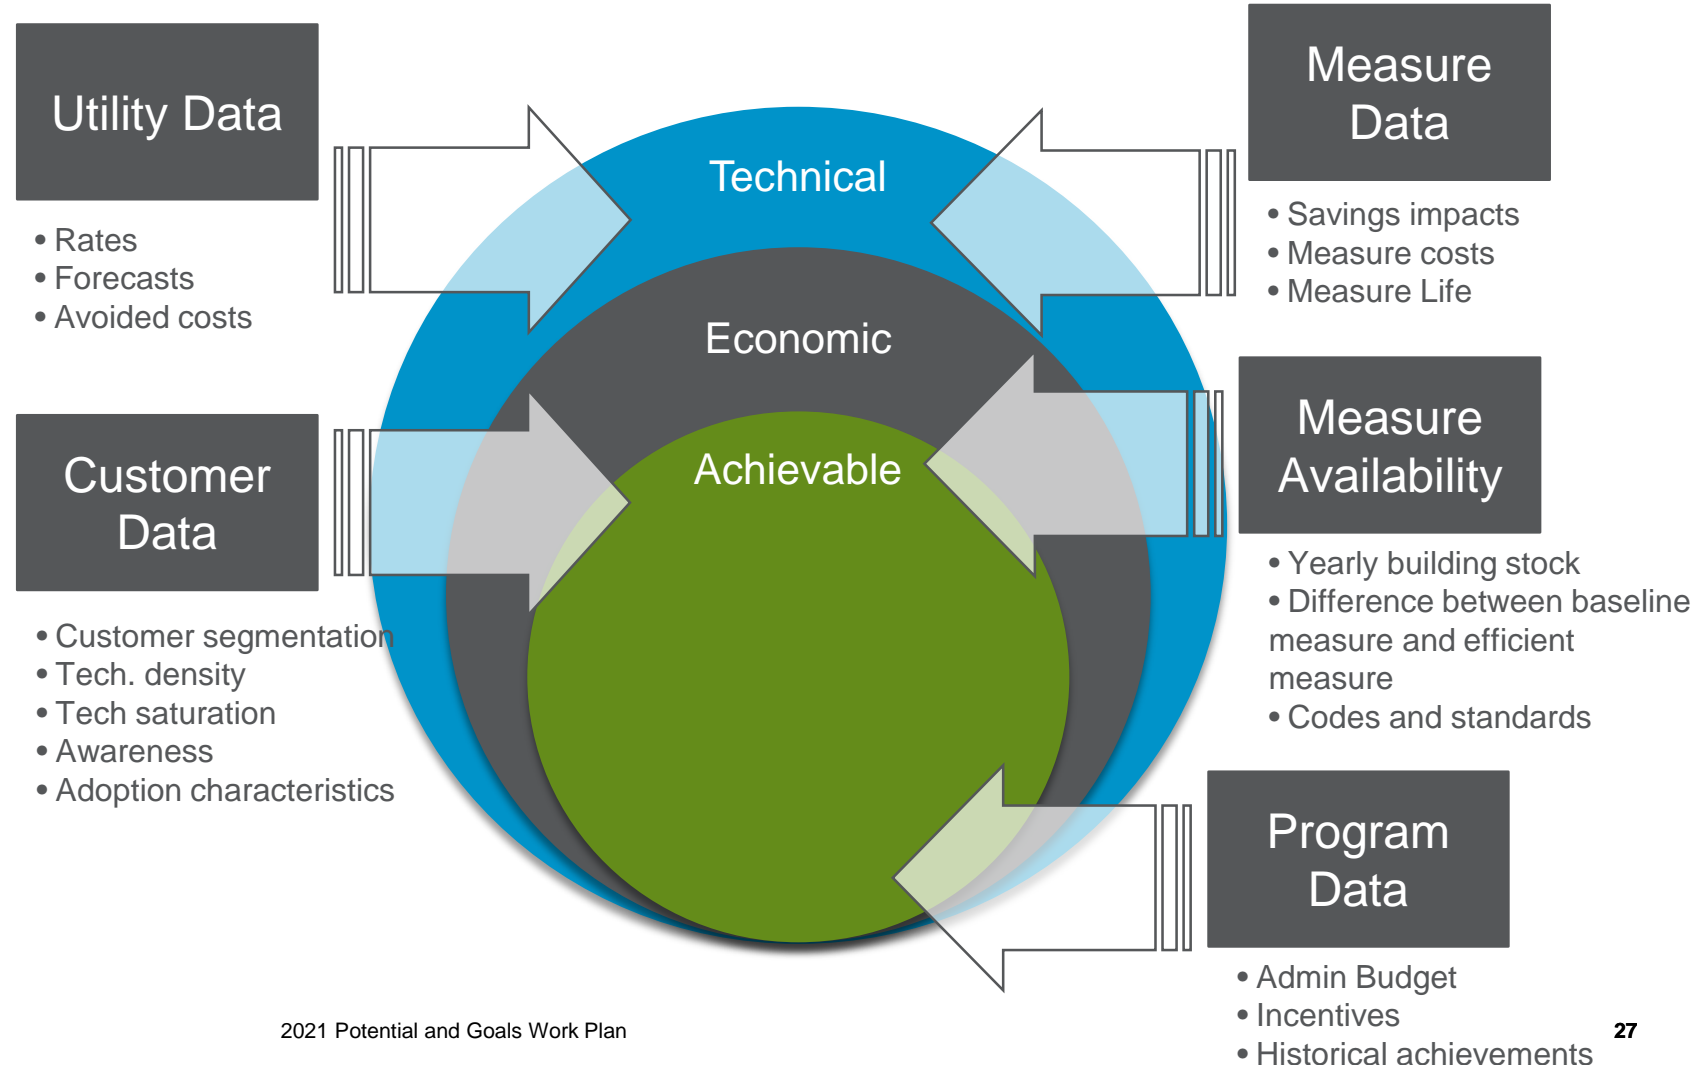 Utility Data
• Rates
• Forecasts
• Avoided costs
Customer
Data
• Customer segmentation
• Tech. density
• Tech saturation
• Awareness
• Adoption characteristics
Technical
Economic
Achievable
Measure
Data
• Savings impacts
• Measure costs
• Measure Life
Measure
Availability
• Yearly building stock
• Difference between baseline
measure and efficient
measure
• Codes and standards
Program
Data
• Admin Budget
• Incentives
• Historical achievements
2021 Potential and Goals Work Plan
27